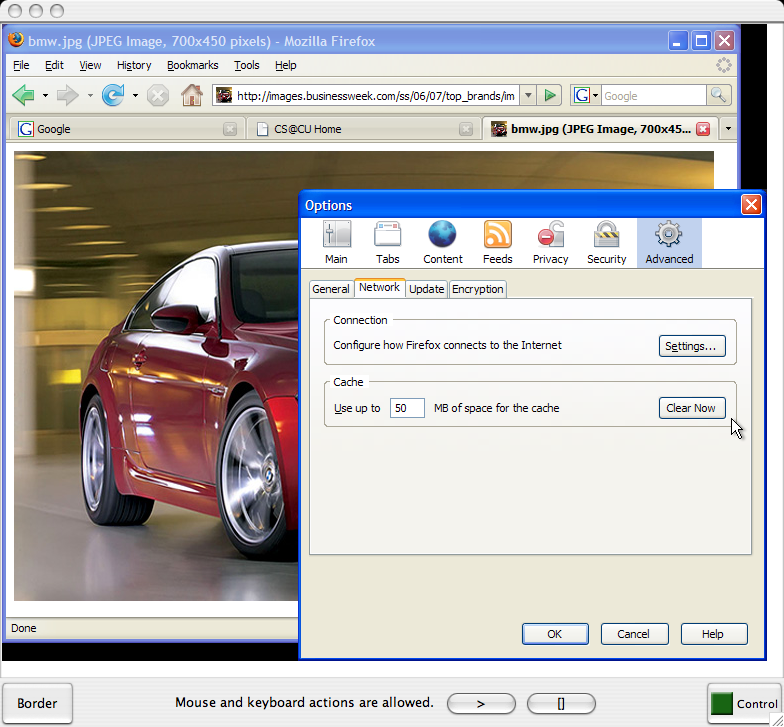 bmw.jpg (JPEG Image, 700x450 pixels) - Mozilla Firefox
File Edit View History Bookmarks Tools Help
http://images.businessweek.com/ss/06/07/top_brands/im G Google
G Google CS@CU Home bmw.jpg (JPEG Image, 700x45...
Options
Main Tabs Content Feeds Privacy Security Advanced
General Network Update Encryption
Connection
Configure how Firefox connects to the Internet Settings...
Cache
Use up to 50 MB of space for the cache Clear Now
OK Cancel Help
Done
Border Mouse and keyboard actions are allowed. > [] Control